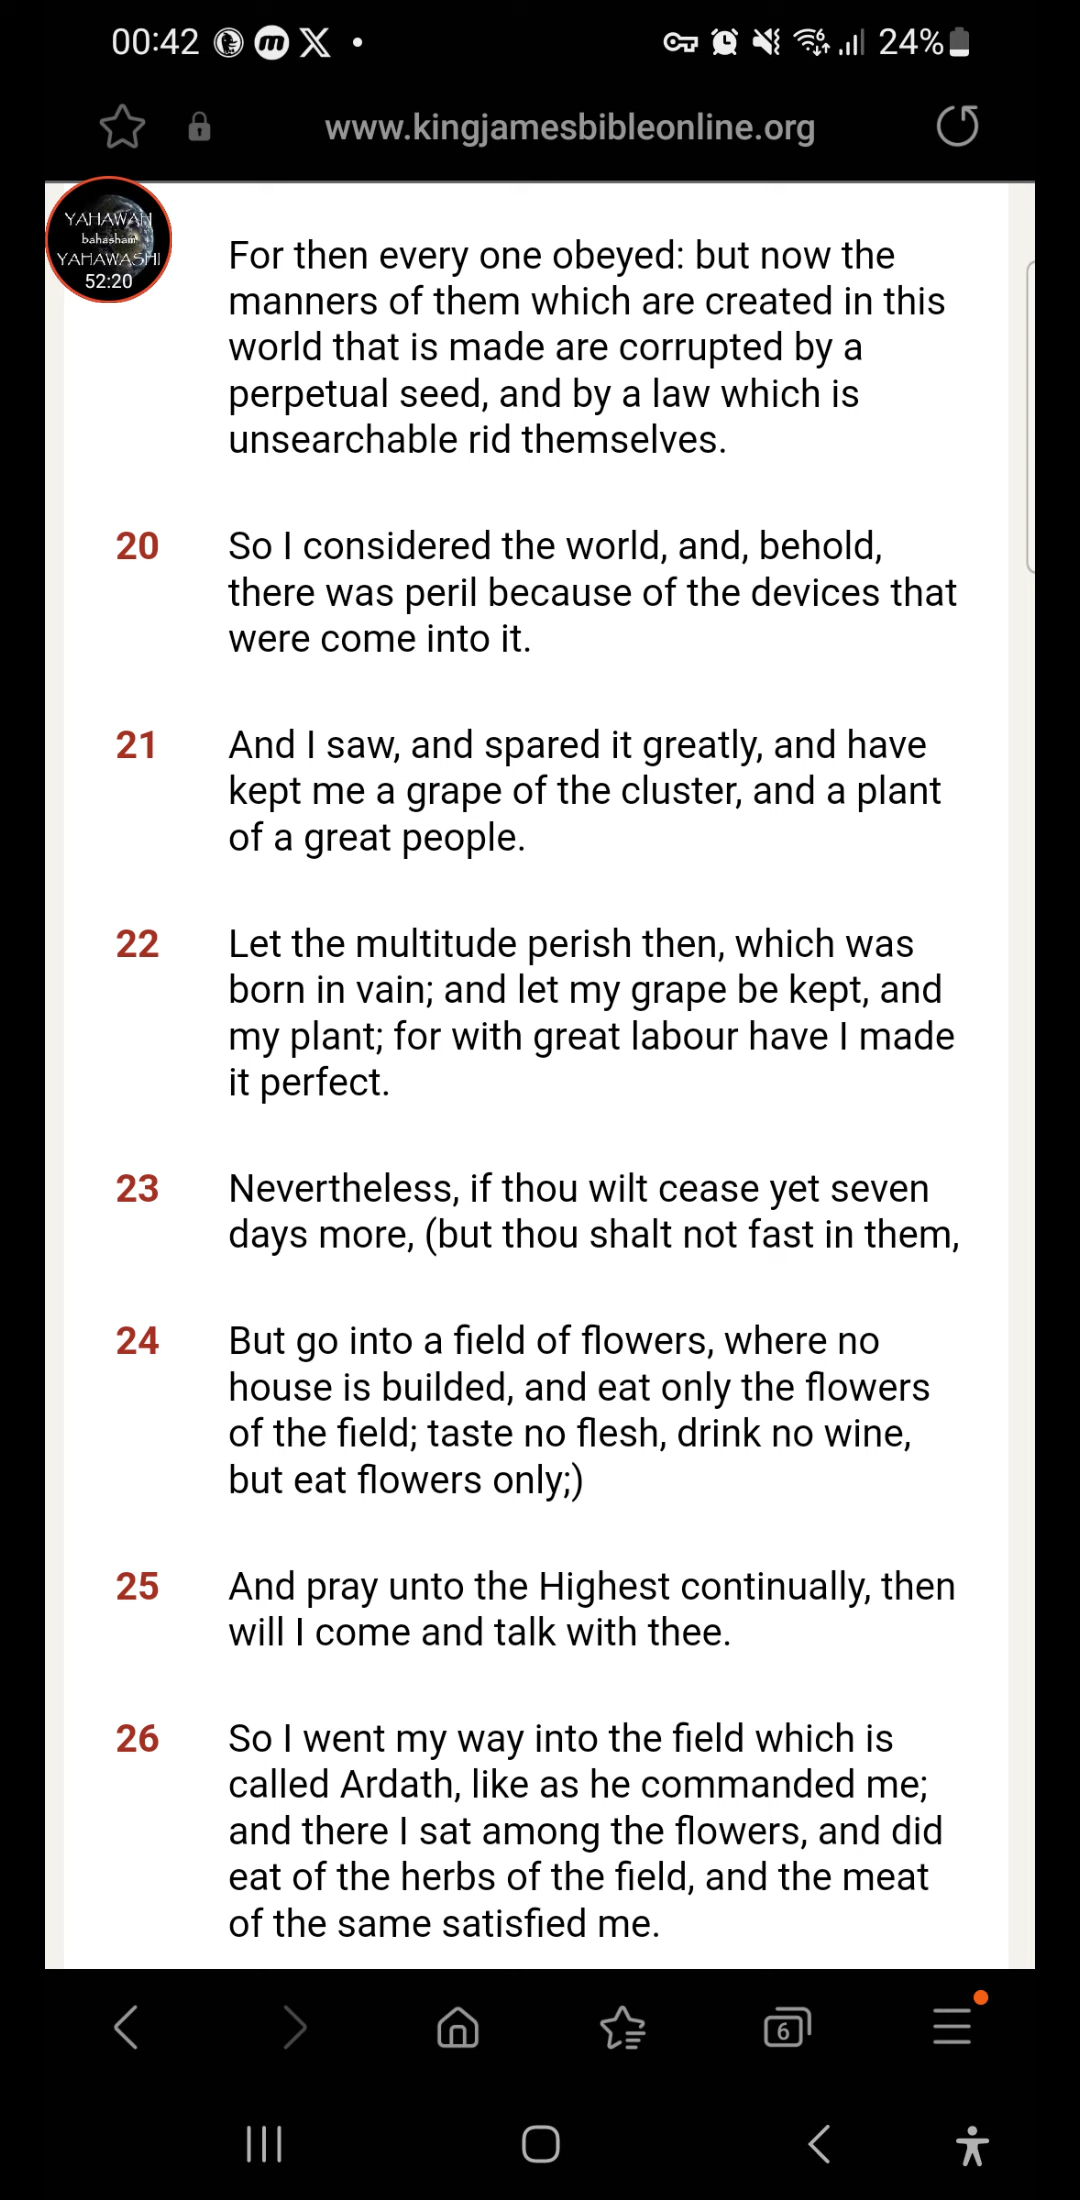 00:42
24%
www.kingjamesbibleonline.org
YAHAWAH
bahasham
YAHAWASHI
52:20
For then every one obeyed: but now the
manners of them which are created in this
world that is made are corrupted by a
perpetual seed, and by a law which is
unsearchable rid themselves.
20 So I considered the world, and, behold,
there was peril because of the devices that
were come into it.
21 And I saw, and spared it greatly, and have
kept me a grape of the cluster, and a plant
of a great people.
22 Let the multitude perish then, which was
born in vain; and let my grape be kept, and
my plant; for with great labour have I made
it perfect.
23 Nevertheless, if thou wilt cease yet seven
days more, (but thou shalt not fast in them,
24 But go into a field of flowers, where no
house is builded, and eat only the flowers
of the field; taste no flesh, drink no wine,
but eat flowers only;)
25 And pray unto the Highest continually, then
will I come and talk with thee.
26 So I went my way into the field which is
called Ardath, like as he commanded me;
and there I sat among the flowers, and did
eat of the herbs of the field, and the meat
of the same satisfied me.
6